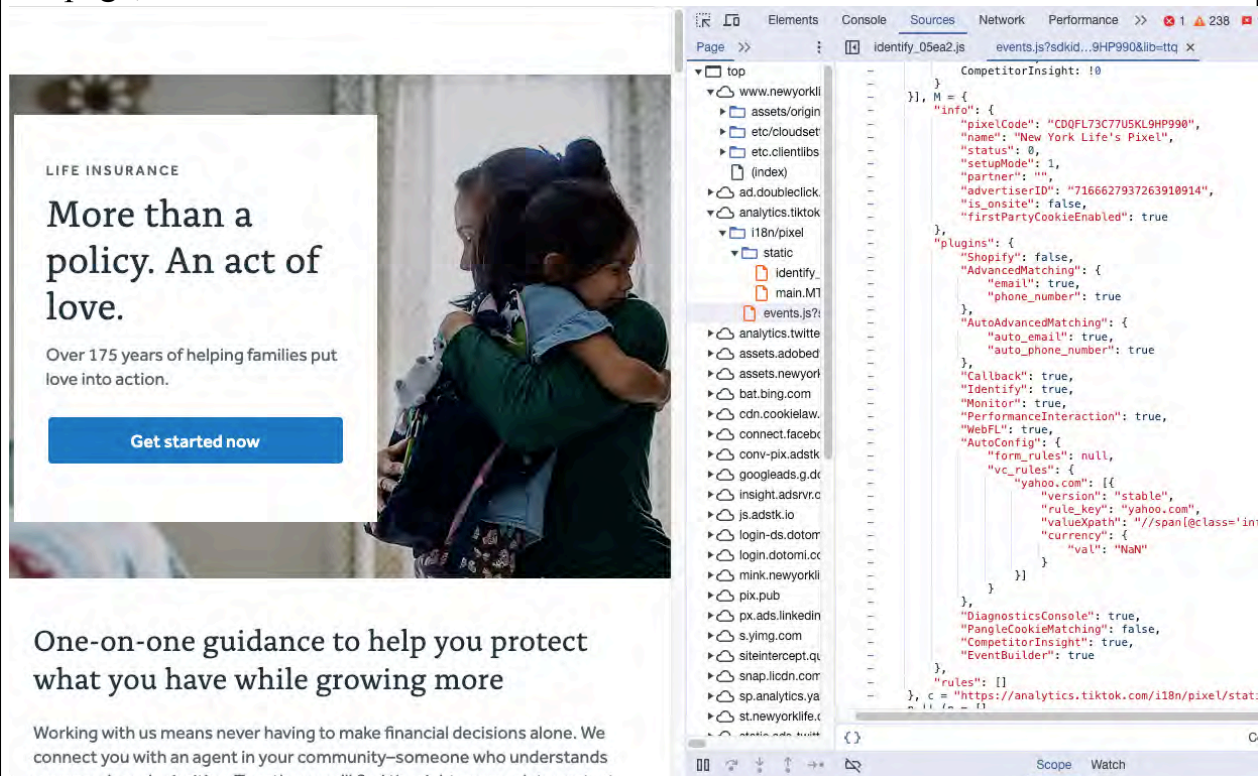 LIFE INSURANCE
More than a
policy. An act of
love.
Over 175 years of helping families put
love into action.
Get started now
One-on-one guidance to help you protect
what you have while growing more
Working with us means never having to make financial decisions alone. We
connect you with an agent in your community–someone who understands
Elements Console Sources Network Performance >> 1 238
Page >>
identify_05ea2.js events.js?sdkid...9HP990&lib=ttq ×
top
www.newyorkli
assets/origin
etc/cloudset
etc.clientlibs
(index)
ad.doubleclick.
analytics.tiktok
i18n/pixel
static
identify_
main.MT
events.js?s
analytics.twitte
assets.adobed
assets.newyork
bat.bing.com
cdn.cookielaw.
connect.facebo
conv-pix.adstk
googleads.g.do
insight.adsrvr.c
js.adstk.io
login-ds.dotom
login.dotomi.co
mink.newyorkli
pix.pub
px.ads.linkedin
s.yimg.com
siteintercept.qu
snap.licdn.com
sp.analytics.ya
st.newyorklife.c
CompetitorInsight: !0
}
}], M = {
"info": {
"pixelCode": "CDQFL73C77U5KL9HP990",
"name": "New York Life's Pixel",
"status": 0,
"setupMode": 1,
"partner": "",
"advertiserID": "7166627937263910914",
"is_onsite": false,
"firstPartyCookieEnabled": true
},
"plugins": {
"Shopify": false,
"AdvancedMatching": {
"email": true,
"phone_number": true
},
"AutoAdvancedMatching": {
"auto_email": true,
"auto_phone_number": true
},
"Callback": true,
"Identify": true,
"Monitor": true,
"PerformanceInteraction": true,
"WebFL": true,
"AutoConfig": {
"form_rules": null,
"vc_rules": {
"yahoo.com": [{
"version": "stable",
"rule_key": "yahoo.com",
"valueXpath": "//span[@class='in
"currency": {
"val": "NaN"
}
}]
}
},
"DiagnosticsConsole": true,
"PangleCookieMatching": false,
"CompetitorInsight": true,
"EventBuilder": true
},
"rules": []
}, c = "https://analytics.tiktok.com/i18n/pixel/stati
{}
Scope Watch